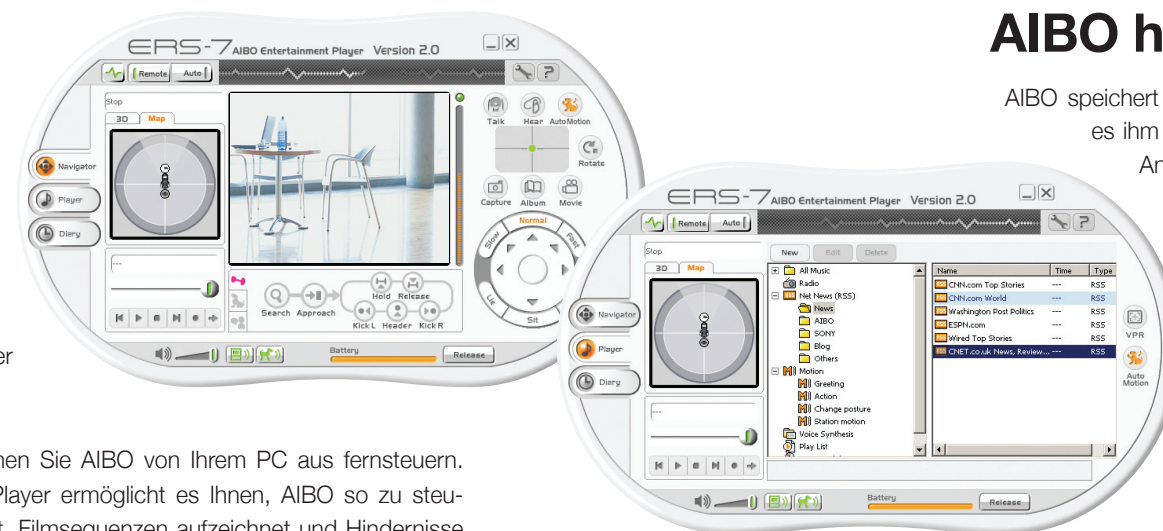 AIBO h
AIBO speichert
es ihm
An
ERS-7 AIBO Entertainment Player Version 2.0
Remote Auto
?
Stop
3D Map
Navigator
Player
Diary
---
Talk Hear AutoMotion
Rotate
Capture Album Movie
Normal
Slow Fast
Lie
Sit
Search Approach
Hold Release
Kick L Header Kick R
Battery
Release
ERS-7 AIBO Entertainment Player Version 2.0
Remote Auto
?
Stop
3D Map
Navigator
Player
Diary
---
New Edit Delete
All Music
Radio
Net News (RSS)
News
AIBO
SONY
Blog
Others
Motion
Greeting
Action
Change posture
Station motion
Voice Synthesis
Play List
Name Time Type
CNN.com Top Stories --- RSS
CNN.com World --- RSS
Washington Post Politics --- RSS
ESPN.com --- RSS
Wired Top Stories --- RSS
CNET.co.uk News, Review... --- RSS
VPR
Auto
Motion
Battery
Release
er
nen Sie AIBO von Ihrem PC aus fernsteuern.
Player ermöglicht es Ihnen, AIBO so zu steu-
t, Filmsequenzen aufzeichnet und Hindernisse